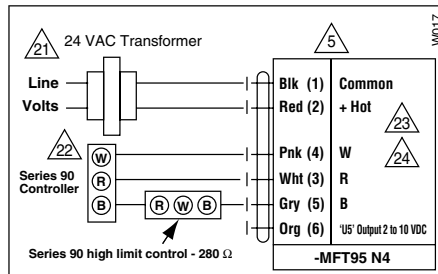 21
24 VAC Transformer
5
W017
Line
Volts
Blk (1) Common
Red (2) + Hot
23
22
24
Series 90
Controller
W
R
B
Pnk (4) W
Wht (3) R
Gry (5) B
R W B
Org (6) 'U5' Output 2 to 10 VDC
Series 90 high limit control - 280 Ω
-MFT95 N4